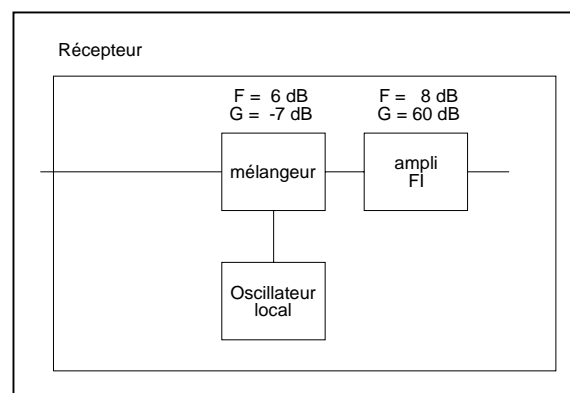 Récepteur
F = 6 dB
G = -7 dB
F = 8 dB
G = 60 dB
mélangeur
ampli
FI
Oscillateur
local